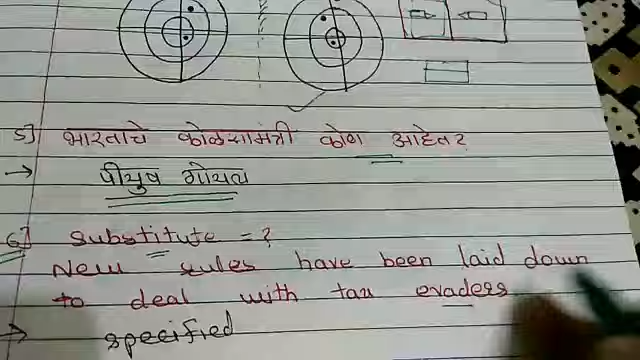 5] भारताचे कोळसामंत्री कोण आहेत?
→ पीयुष गोयल
6] substitute = ?
New rules have been laid down
to deal with tax evaders
→ specified